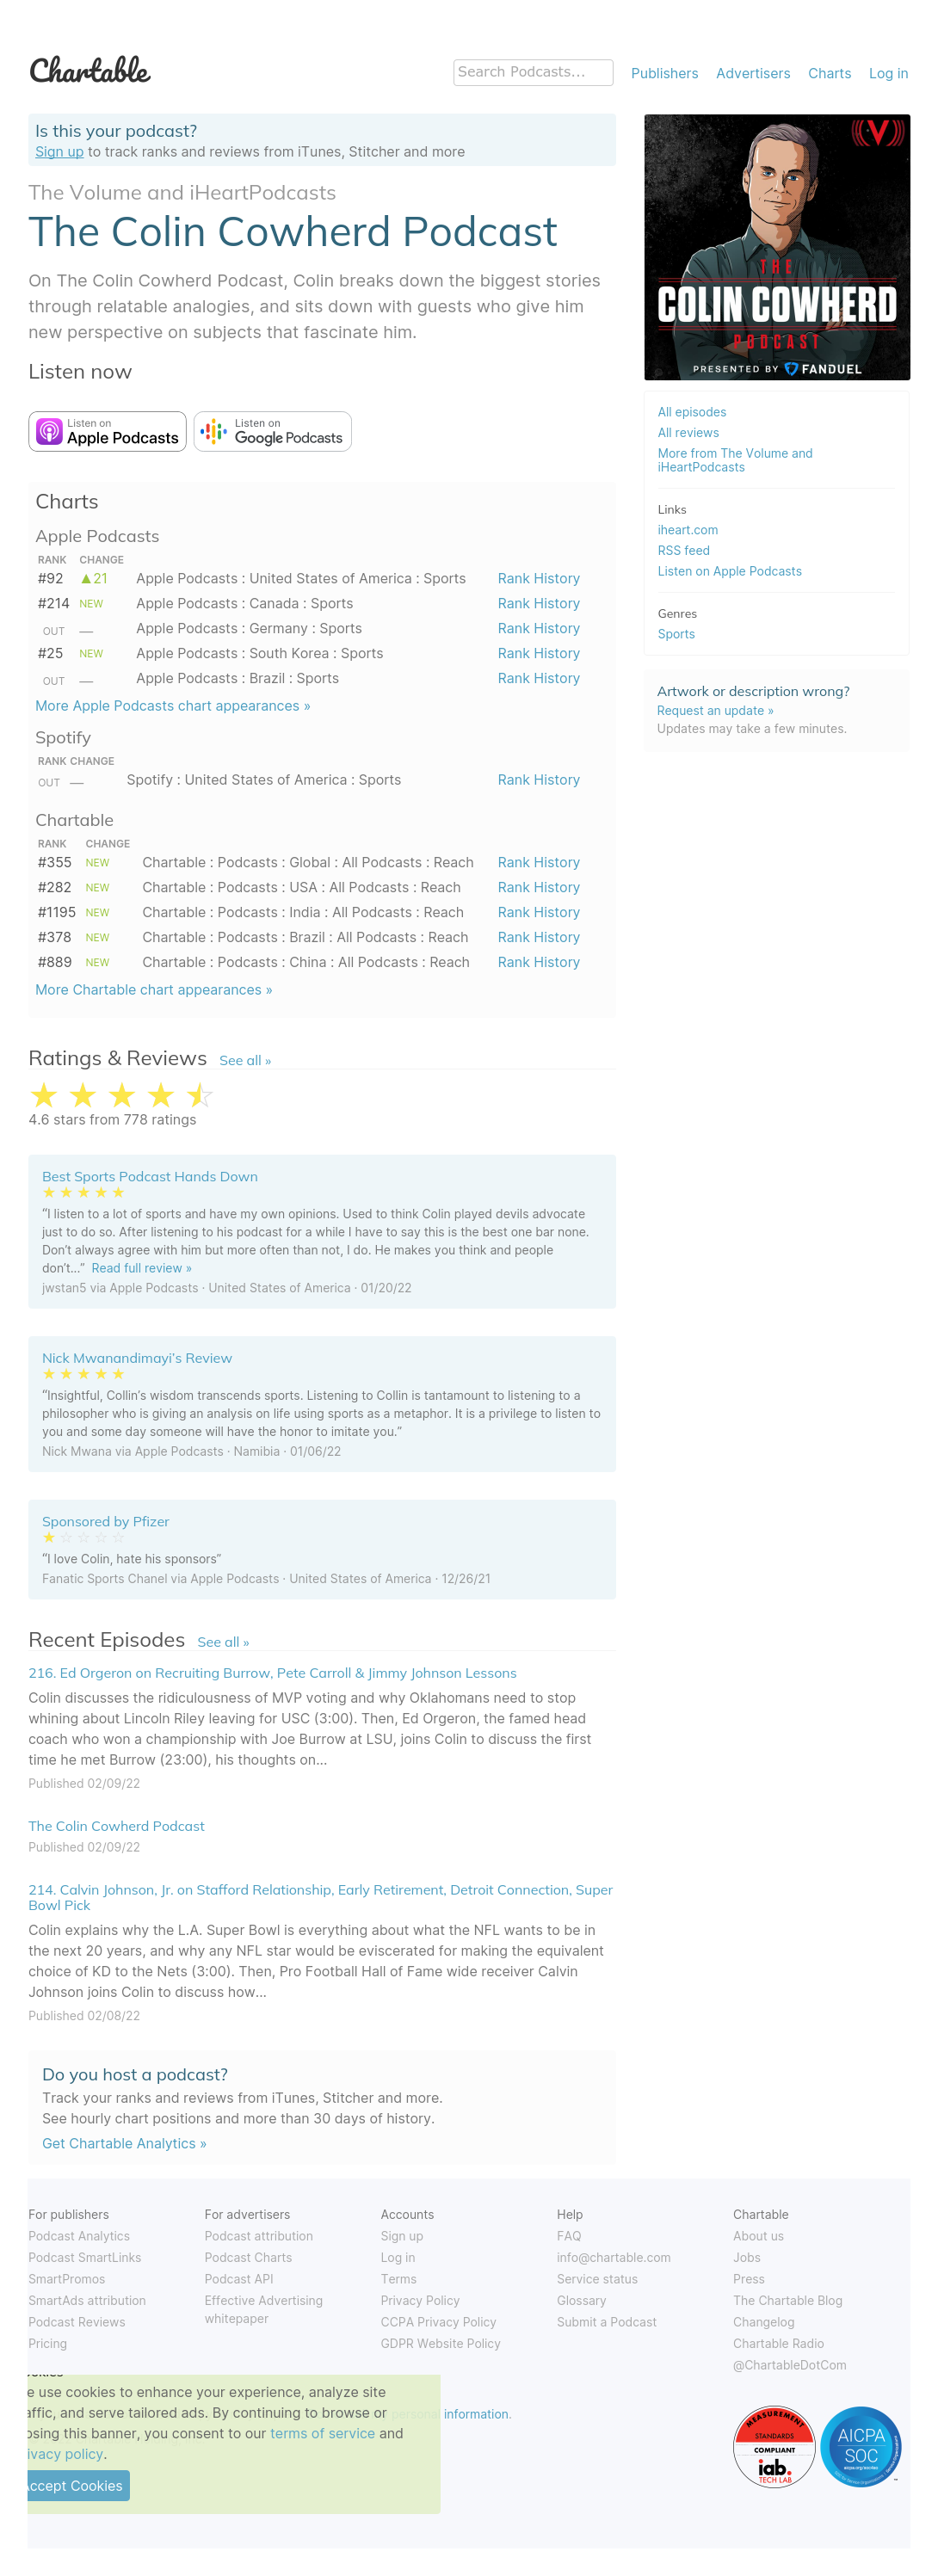 Chartable
Search Podcasts...
Publishers
Advertisers
Charts
Log in
Is this your podcast?
Sign up to track ranks and reviews from iTunes, Stitcher and more
The Volume and iHeartPodcasts
The Colin Cowherd Podcast
On The Colin Cowherd Podcast, Colin breaks down the biggest stories
through relatable analogies, and sits down with guests who give him
new perspective on subjects that fascinate him.
Listen now
Listen on
Apple Podcasts
Listen on
Google Podcasts
Charts
Apple Podcasts
RANK CHANGE
#92 ▲21 Apple Podcasts : United States of America : Sports Rank History
#214 NEW Apple Podcasts : Canada : Sports Rank History
OUT — Apple Podcasts : Germany : Sports Rank History
#25 NEW Apple Podcasts : South Korea : Sports Rank History
OUT — Apple Podcasts : Brazil : Sports Rank History
More Apple Podcasts chart appearances »
Spotify
RANK CHANGE
OUT — Spotify : United States of America : Sports Rank History
Chartable
RANK CHANGE
#355 NEW Chartable : Podcasts : Global : All Podcasts : Reach Rank History
#282 NEW Chartable : Podcasts : USA : All Podcasts : Reach Rank History
#1195 NEW Chartable : Podcasts : India : All Podcasts : Reach Rank History
#378 NEW Chartable : Podcasts : Brazil : All Podcasts : Reach Rank History
#889 NEW Chartable : Podcasts : China : All Podcasts : Reach Rank History
More Chartable chart appearances »
Ratings & Reviews See all »
4.6 stars from 778 ratings
Best Sports Podcast Hands Down
“I listen to a lot of sports and have my own opinions. Used to think Colin played devils advocate
just to do so. After listening to his podcast for a while I have to say this is the best one bar none.
Don’t always agree with him but more often than not, I do. He makes you think and people
don’t...” Read full review »
jwstan5 via Apple Podcasts · United States of America · 01/20/22
Nick Mwanandimayi’s Review
“Insightful, Collin’s wisdom transcends sports. Listening to Collin is tantamount to listening to a
philosopher who is giving an analysis on life using sports as a metaphor. It is a privilege to listen to
you and some day someone will have the honor to imitate you.”
Nick Mwana via Apple Podcasts · Namibia · 01/06/22
Sponsored by Pfizer
“I love Colin, hate his sponsors”
Fanatic Sports Chanel via Apple Podcasts · United States of America · 12/26/21
Recent Episodes See all »
216. Ed Orgeron on Recruiting Burrow, Pete Carroll & Jimmy Johnson Lessons
Colin discusses the ridiculousness of MVP voting and why Oklahomans need to stop
whining about Lincoln Riley leaving for USC (3:00). Then, Ed Orgeron, the famed head
coach who won a championship with Joe Burrow at LSU, joins Colin to discuss the first
time he met Burrow (23:00), his thoughts on...
Published 02/09/22
The Colin Cowherd Podcast
Published 02/09/22
214. Calvin Johnson, Jr. on Stafford Relationship, Early Retirement, Detroit Connection, Super
Bowl Pick
Colin explains why the L.A. Super Bowl is everything about what the NFL wants to be in
the next 20 years, and why any NFL star would be eviscerated for making the equivalent
choice of KD to the Nets (3:00). Then, Pro Football Hall of Fame wide receiver Calvin
Johnson joins Colin to discuss how...
Published 02/08/22
Do you host a podcast?
Track your ranks and reviews from iTunes, Stitcher and more.
See hourly chart positions and more than 30 days of history.
Get Chartable Analytics »
THE
COLIN COWHERD
PODCAST
PRESENTED BY FANDUEL
All episodes
All reviews
More from The Volume and
iHeartPodcasts
Links
iheart.com
RSS feed
Listen on Apple Podcasts
Genres
Sports
Artwork or description wrong?
Request an update »
Updates may take a few minutes.
For publishers
Podcast Analytics
Podcast SmartLinks
SmartPromos
SmartAds attribution
Podcast Reviews
Pricing
For advertisers
Podcast attribution
Podcast Charts
Podcast API
Effective Advertising
whitepaper
Accounts
Sign up
Log in
Terms
Privacy Policy
CCPA Privacy Policy
GDPR Website Policy
Help
FAQ
info@chartable.com
Service status
Glossary
Submit a Podcast
Chartable
About us
Jobs
Press
The Chartable Blog
Changelog
Chartable Radio
@ChartableDotCom
e use cookies to enhance your experience, analyze site
affic, and serve tailored ads. By continuing to browse or
osing this banner, you consent to our terms of service and
ivacy policy.
Accept Cookies
personal information.
MEASUREMENT
STANDARDS
COMPLIANT
iab.
TECH LAB
AICPA
SOC